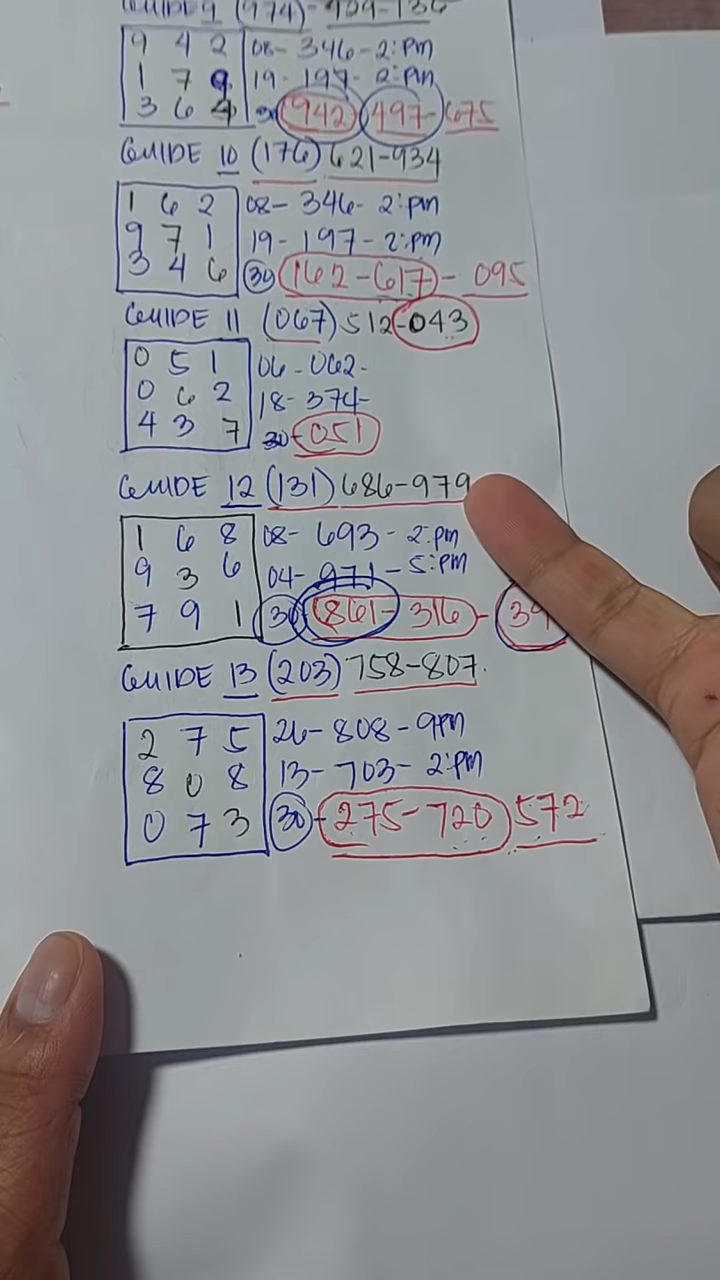 GUIDE 9 (974)-429-136
9 4 2 08- 346-2:pm
1 7 9 19-197-2:pm
3 6 4 30 942 497-675
GUIDE 10 (176) 621-934
1 6 2 08- 346- 2:pm
9 7 1 19- 197- 2:pm
3 4 6 30 162-617- 095
GUIDE 11 (067) 512-043
0 5 1 06-062-
0 6 2 18-374-
4 3 7 30-051
GUIDE 12 (131) 686-979
1 6 8 08- 693- 2:pm
9 3 6 04- 971- 5:pm
7 9 1 30 861- 316-
GUIDE 13 (203) 758-807.
2 7 5 26-808-9pm
8 0 8 13-703-2:pm
0 7 3 30- 275-720 572